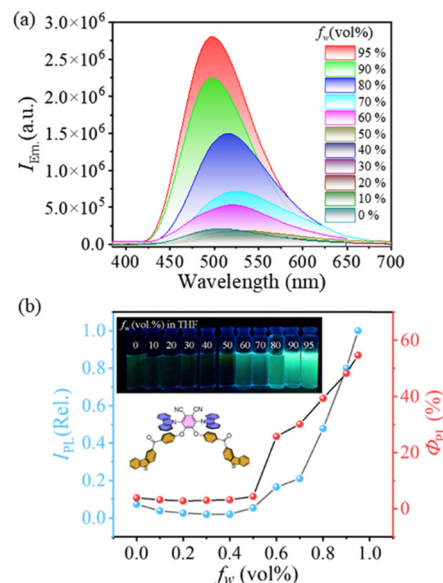 (a)
f_w (vol%)
95 %
90 %
80 %
70 %
60 %
50 %
40 %
30 %
20 %
10 %
0 %
3.0×10⁶
2.5×10⁶
2.0×10⁶
1.5×10⁶
1.0×10⁶
5.0×10⁵
0.0
I_Em.(a.u.)
400 450 500 550 600 650 700
Wavelength (nm)
(b)
f_w (vol.%) in THF
0 10 20 30 40 50 60 70 80 90 95
NC CN
N N
O O
O O
1.0
0.8
0.6
0.4
0.2
0.0
I_PL(Rel.)
60
40
20
0
Φ_PL (%)
0.0 0.2 0.4 0.6 0.8 1.0
f_w (vol%)